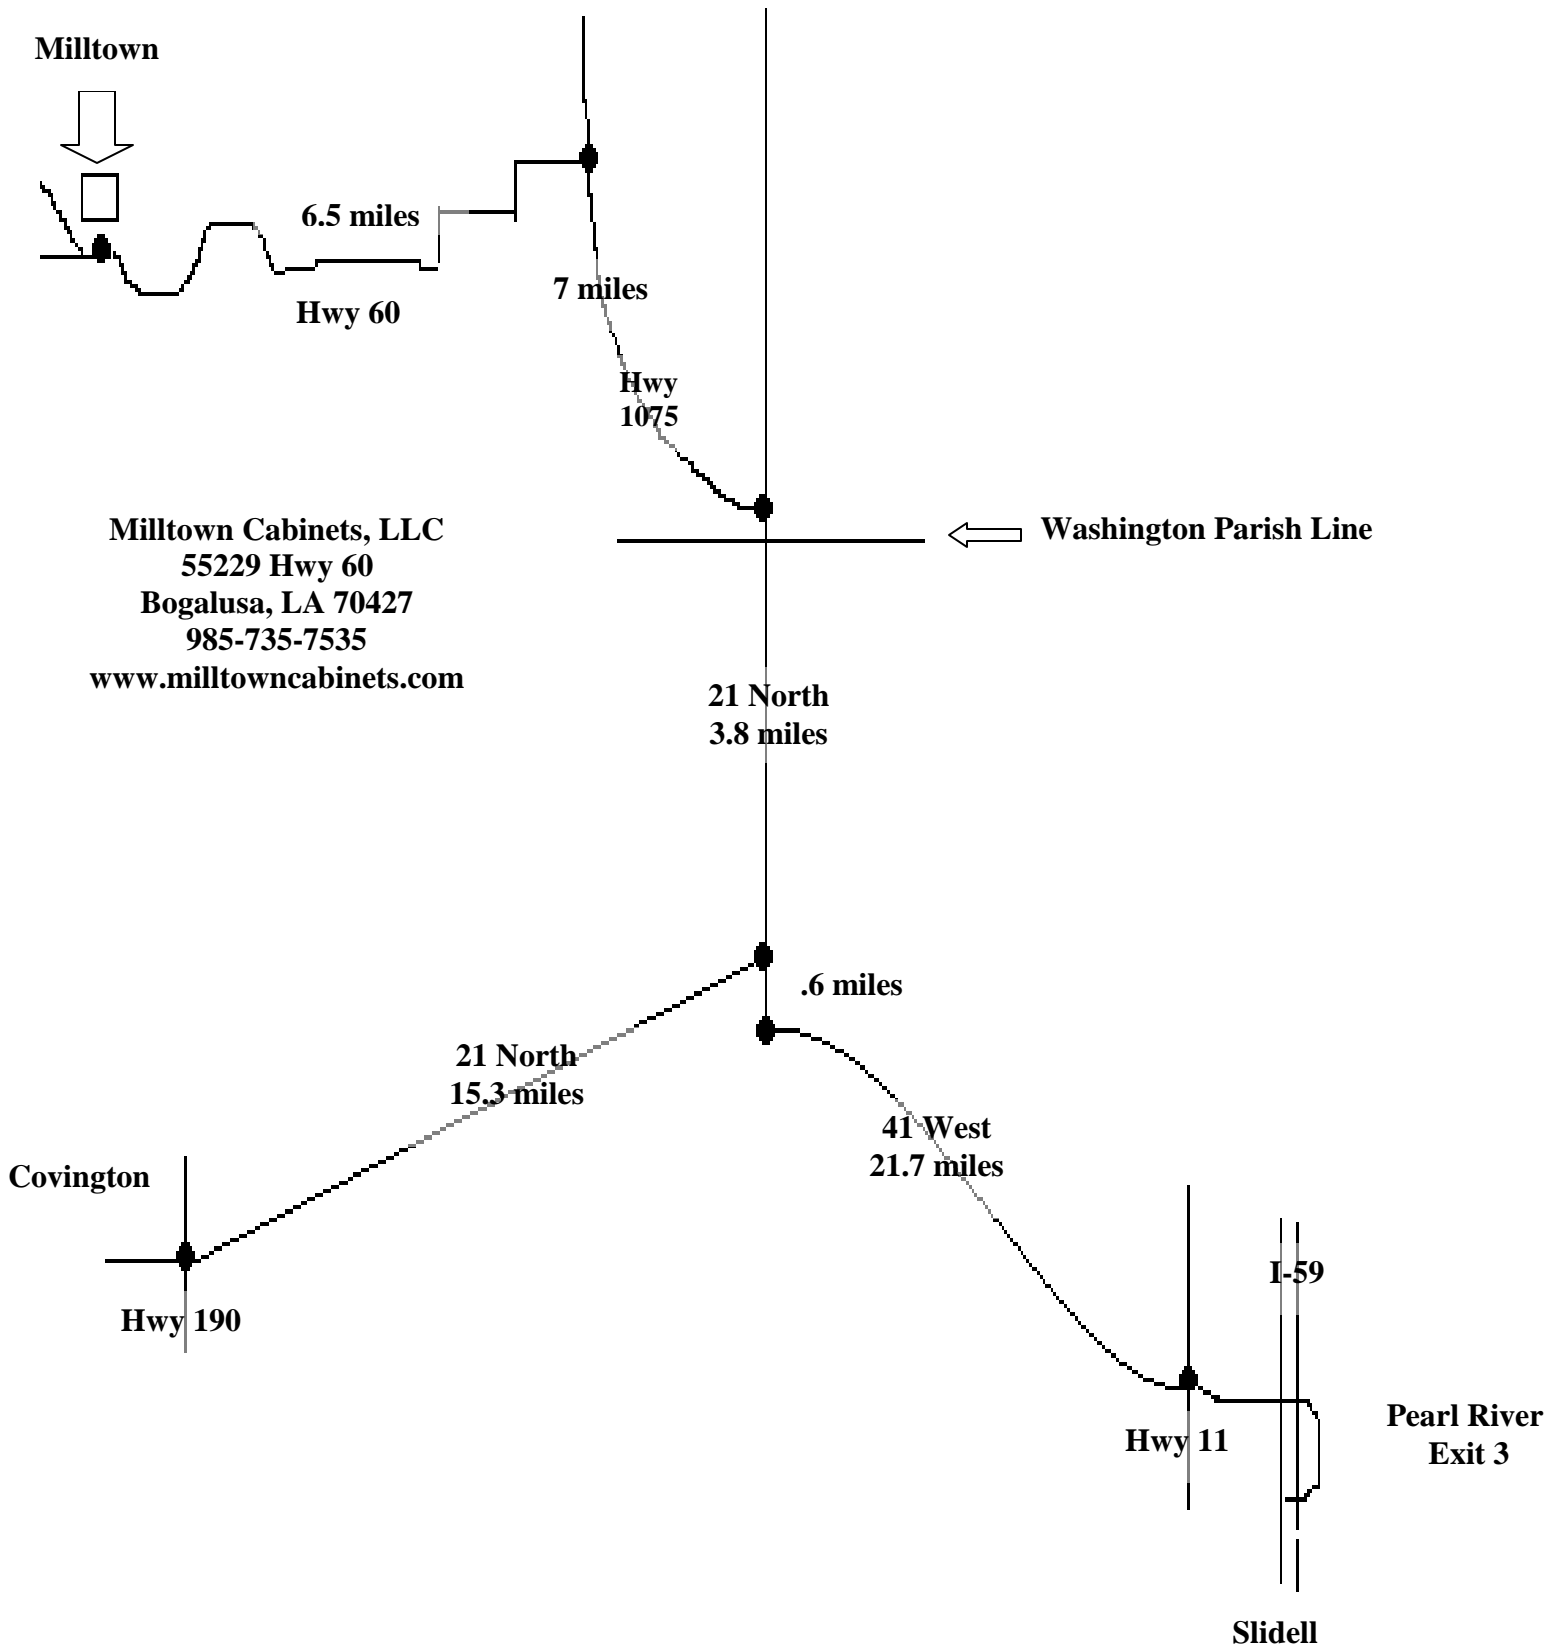 Milltown
6.5 miles
Hwy 60
7 miles
Hwy
1075
Milltown Cabinets, LLC
55229 Hwy 60
Bogalusa, LA 70427
985-735-7535
www.milltowncabinets.com
Washington Parish Line
21 North
3.8 miles
.6 miles
21 North
15.3 miles
41 West
21.7 miles
Covington
Hwy 190
I-59
Hwy 11
Pearl River
Exit 3
Slidell